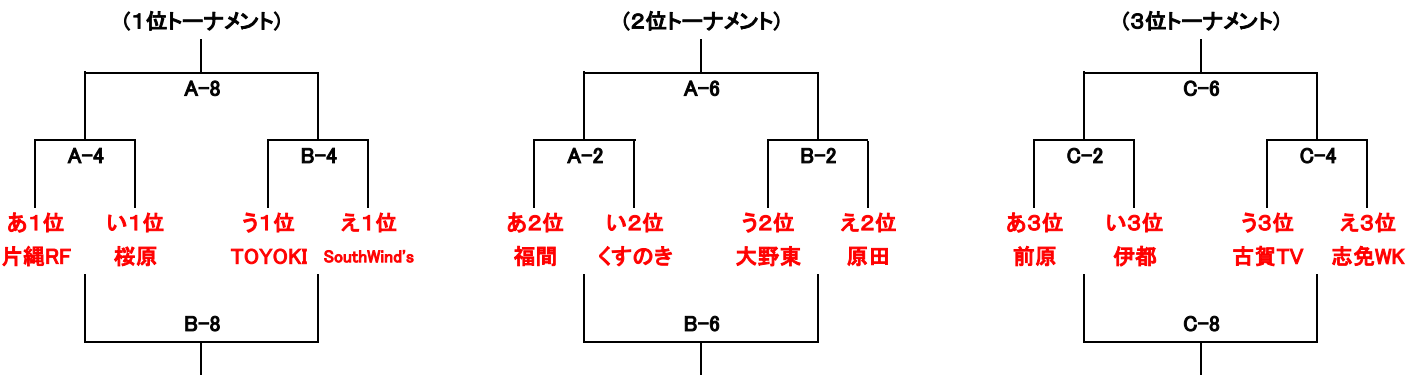 (1位トーナメント) (2位トーナメント) (3位トーナメント)
A-8 A-6 C-6
A-4 B-4 A-2 B-2 C-2 C-4
あ1位 い1位 う1位 え1位 あ2位 い2位 う2位 え2位 あ3位 い3位 う3位 え3位
片縄RF 桜原 TOYOKI SouthWind's 福間 くすのき 大野東 原田 前原 伊都 古賀TV 志免WK
B-8 B-6 C-8